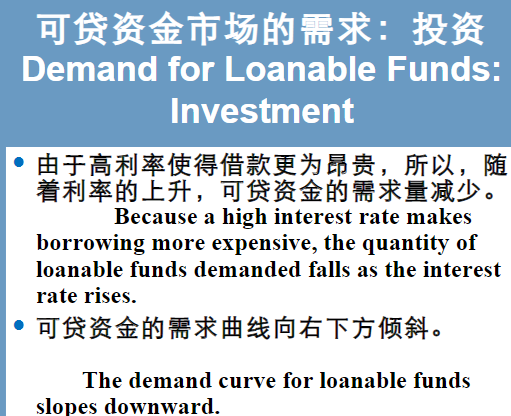 可贷资金市场的需求：投资
Demand for Loanable Funds:
Investment
• 由于高利率使得借款更为昂贵，所以，随
着利率的上升，可贷资金的需求量减少。
Because a high interest rate makes
borrowing more expensive, the quantity of
loanable funds demanded falls as the interest
rate rises.
• 可贷资金的需求曲线向右下方倾斜。
The demand curve for loanable funds
slopes downward.